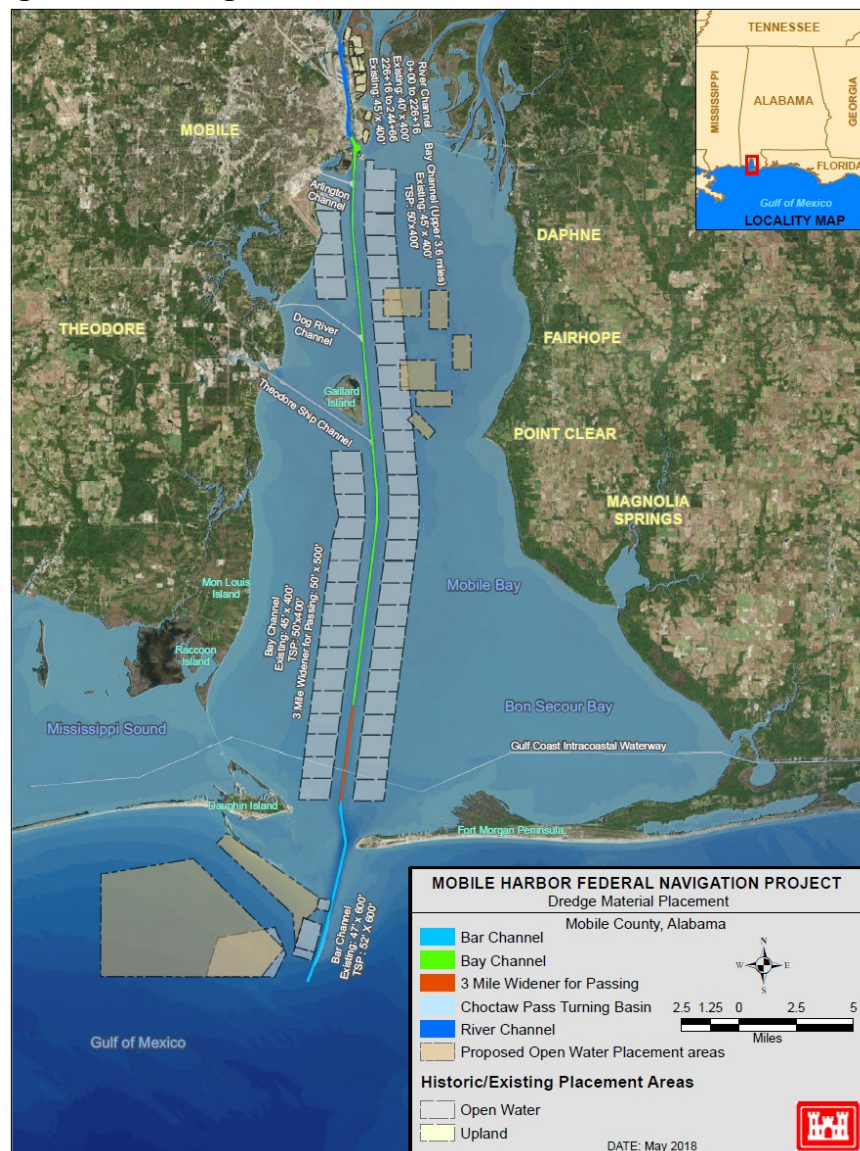 TENNESSEE
MISSISSIPPI
ALABAMA
GEORGIA
FLORIDA
Gulf of Mexico
LOCALITY MAP
River Channel
0+00 to 226+16
Existing: 40' x 400'
226+16 to 244+66
Existing: 45' x 400'
MOBILE
Arlington
Channel
Bay Channel (Upper 3.6 miles)
Existing: 45' x 400'
TSP: 50'x400'
DAPHNE
THEODORE
Dog River
Channel
FAIRHOPE
Theodore Ship Channel
Gaillard
Island
POINT CLEAR
MAGNOLIA
SPRINGS
Mon Louis
Island
Mobile Bay
Bay Channel
Existing: 45' x 400'
TSP: 50'x400'
3 Mile Widener for Passing: 50' x 500'
Raccoon
Island
Mississippi Sound
Bon Secour Bay
Gulf Coast Intracoastal Waterway
Dauphin Island
Fort Morgan Peninsula
Bar Channel
Existing: 47' X 600'
TSP : 52' X 600'
Gulf of Mexico
MOBILE HARBOR FEDERAL NAVIGATION PROJECT
Dredge Material Placement
Mobile County, Alabama
Bar Channel
Bay Channel
3 Mile Widener for Passing
Choctaw Pass Turning Basin
River Channel
Proposed Open Water Placement areas
N
W
E
S
2.5 1.25 0 2.5 5
Miles
Historic/Existing Placement Areas
Open Water
Upland
DATE: May 2018